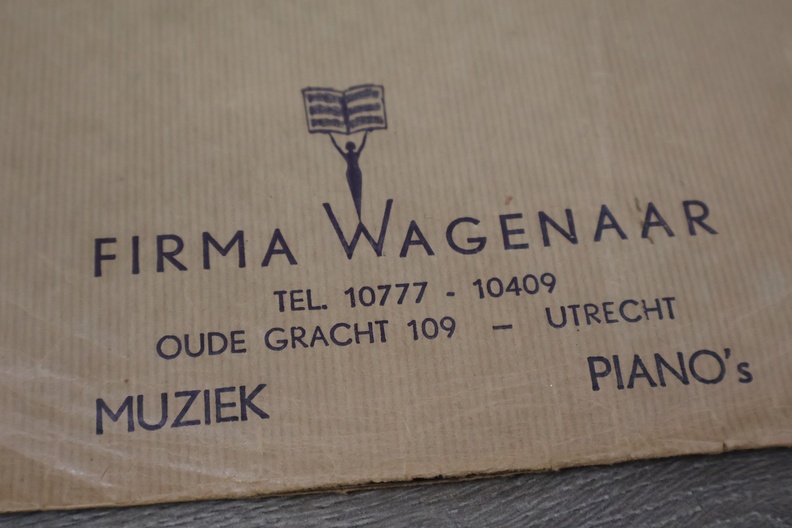 FIRMA WAGENAAR
TEL. 10777 - 10409
OUDE GRACHT 109 – UTRECHT
MUZIEK PIANO's